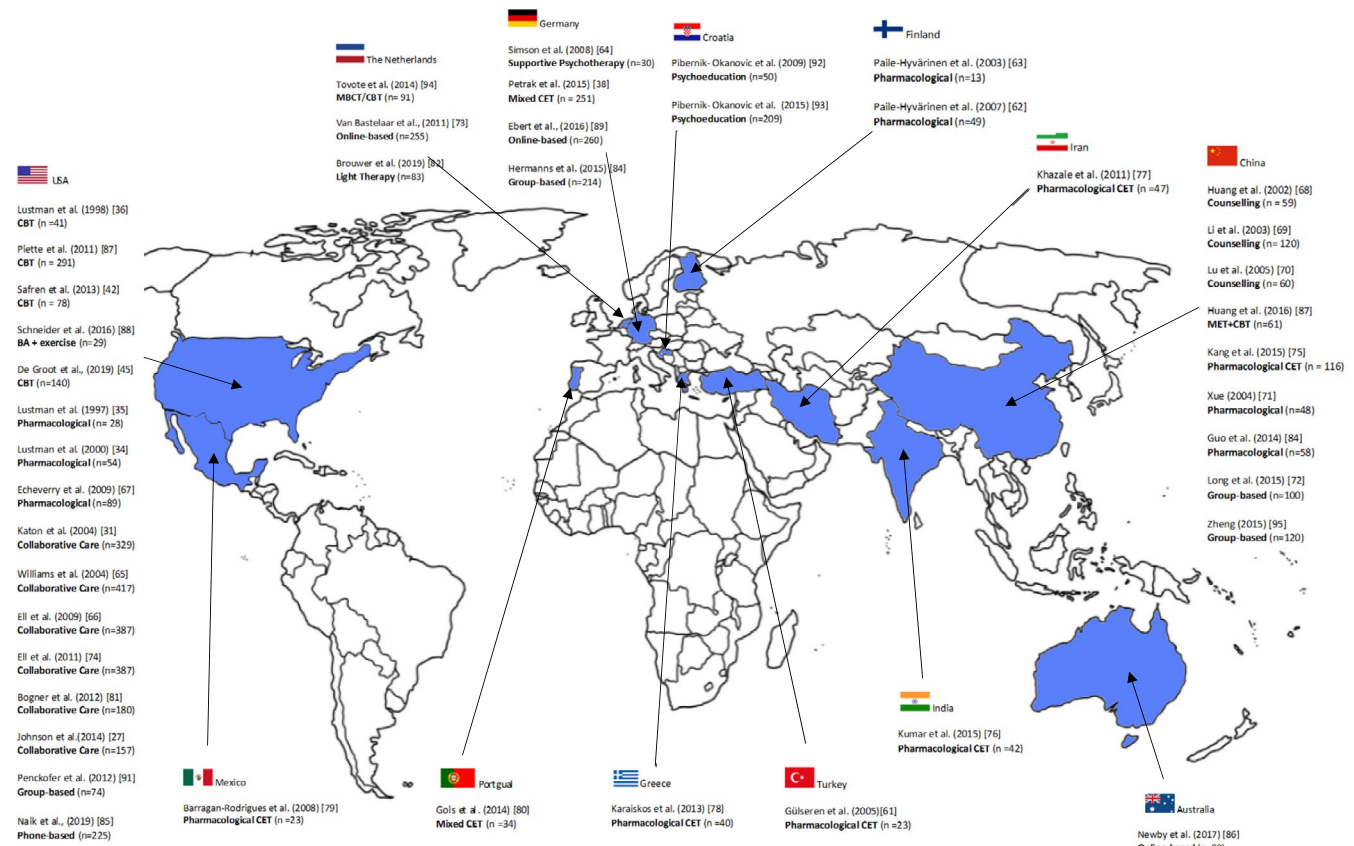 USA
Lustman et al. (1998) [36]
CBT (n =41)
Piette et al. (2011) [87]
CBT (n = 291)
Safren et al. (2013) [42]
CBT (n = 78)
Schneider et al. (2016) [88]
BA + exercise (n=29)
De Groot et al., (2019) [45]
CBT (n=140)
Lustman et al. (1997) [35]
Pharmacological (n= 28)
Lustman et al. (2000) [34]
Pharmacological (n=54)
Echeverry et al. (2009) [67]
Pharmacological (n=89)
Katon et al. (2004) [31]
Collaborative Care (n=329)
Williams et al. (2004) [65]
Collaborative Care (n=417)
Ell et al. (2009) [66]
Collaborative Care (n=387)
Ell et al. (2011) [74]
Collaborative Care (n=387)
Bogner et al. (2012) [81]
Collaborative Care (n=180)
Johnson et al.(2014) [27]
Collaborative Care (n=157)
Penckofer et al. (2012) [91]
Group-based (n=74)
Naik et al., (2019) [85]
Phone-based (n=225)
The Netherlands
Tovote et al. (2014) [94]
MBCT/CBT (n= 91)
Van Bastelaar et al., (2011) [73]
Online-based (n=255)
Brouwer et al. (2019) [82]
Light Therapy (n=83)
Germany
Simson et al. (2008) [64]
Supportive Psychotherapy (n=30)
Petrak et al. (2015) [38]
Mixed CET (n = 251)
Ebert et al., (2016) [89]
Online-based (n=260)
Hermanns et al. (2015) [84]
Group-based (n=214)
Croatia
Pibernik-Okanovic et al. (2009) [92]
Psychoeducation (n=50)
Pibernik- Okanovic et al. (2015) [93]
Psychoeducation (n=209)
Finland
Paile-Hyvärinen et al. (2003) [63]
Pharmacological (n=13)
Paile-Hyvärinen et al. (2007) [62]
Pharmacological (n=49)
Iran
Khazaie et al. (2011) [77]
Pharmacological CET (n =47)
China
Huang et al. (2002) [68]
Counselling (n = 59)
Li et al. (2003) [69]
Counselling (n= 120)
Lu et al. (2005) [70]
Counselling (n= 60)
Huang et al. (2016) [87]
MET+CBT (n=61)
Kang et al. (2015) [75]
Pharmacological CET (n = 116)
Xue (2004) [71]
Pharmacological (n=48)
Guo et al. (2014) [84]
Pharmacological (n=58)
Long et al. (2015) [72]
Group-based (n=100)
Zheng (2015) [95]
Group-based (n=120)
Mexico
Barragan-Rodrigues et al. (2008) [79]
Pharmacological CET (n=23)
Portgual
Gois et al. (2014) [80]
Mixed CET (n =34)
Greece
Karaiskos et al. (2013) [78]
Pharmacological CET (n =40)
Turkey
Gülseren et al. (2005)[61]
Pharmacological CET (n =23)
India
Kumar et al. (2015) [76]
Pharmacological CET (n =42)
Australia
Newby et al. (2017) [86]